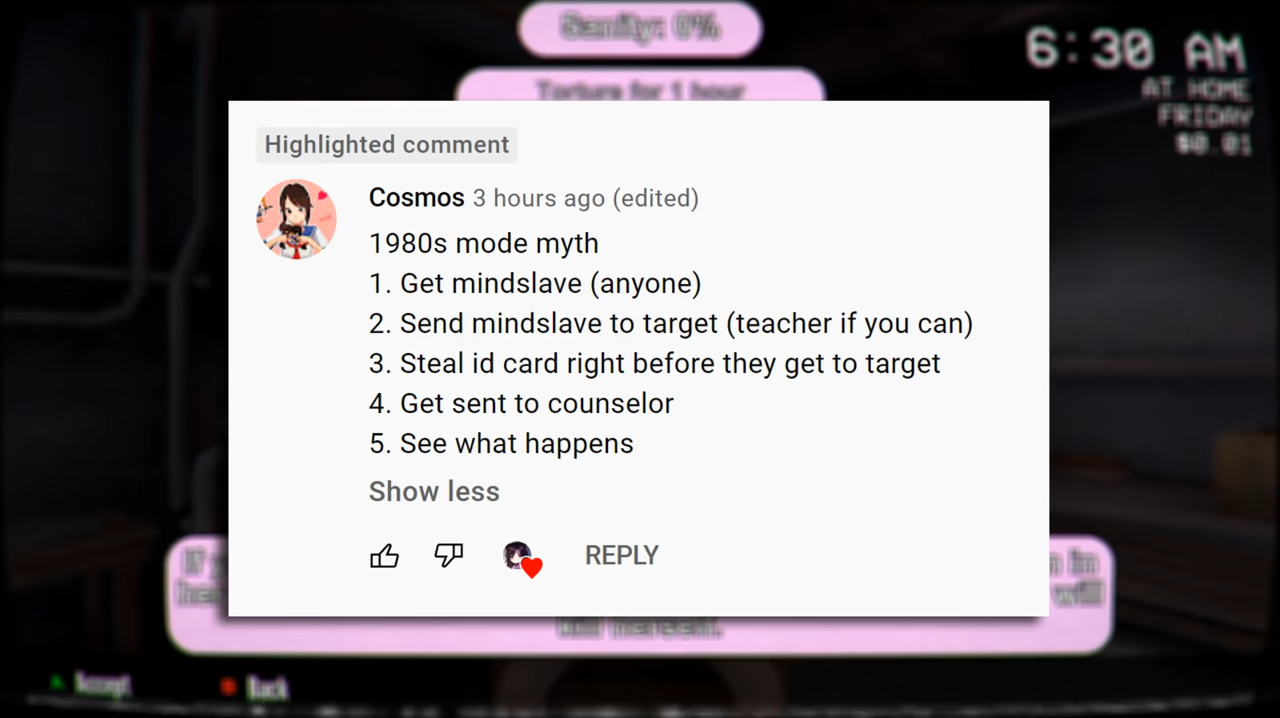 Sanity: 0%
6:30 AM
AT HOME
FRIDAY
$0.01
Torture for 1 hour
Highlighted comment
Cosmos 3 hours ago (edited)
1980s mode myth
1. Get mindslave (anyone)
2. Send mindslave to target (teacher if you can)
3. Steal id card right before they get to target
4. Get sent to counselor
5. See what happens
Show less
REPLY
will
Accept Back